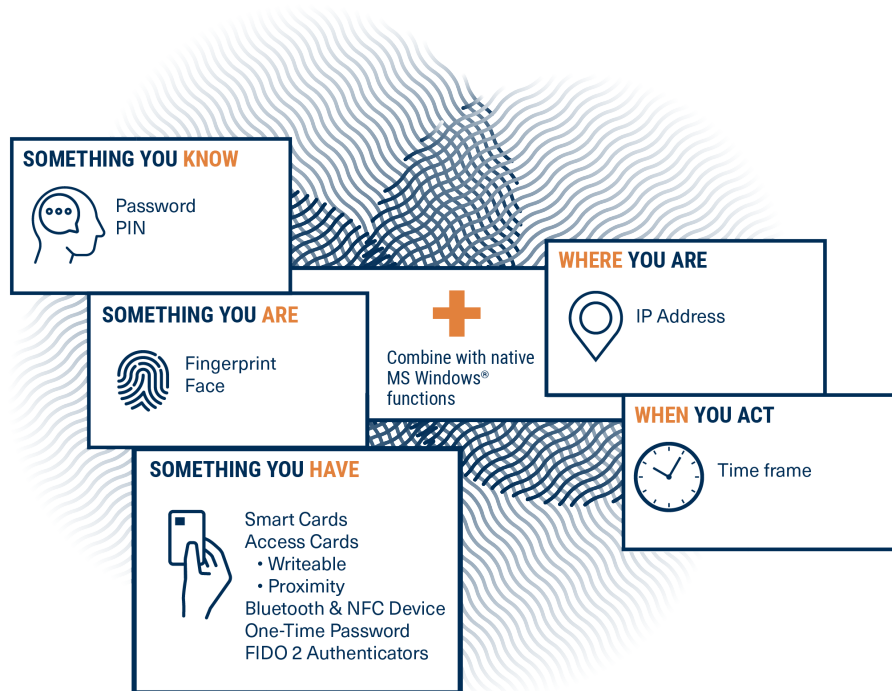 SOMETHING YOU KNOW
Password
PIN
SOMETHING YOU ARE
Fingerprint
Face
SOMETHING YOU HAVE
Smart Cards
Access Cards
• Writeable
• Proximity
Bluetooth & NFC Device
One-Time Password
FIDO 2 Authenticators
Combine with native
MS Windows®
functions
WHERE YOU ARE
IP Address
WHEN YOU ACT
Time frame